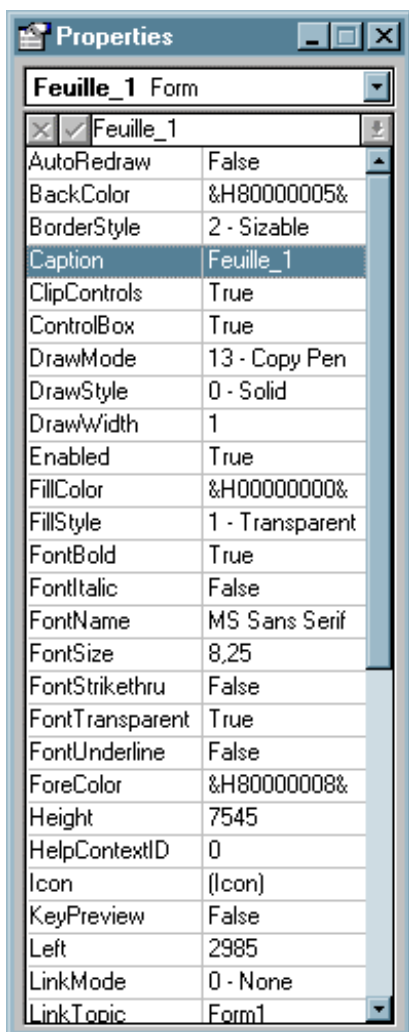 Properties
Feuille_1 Form
Feuille_1
AutoRedraw False
BackColor &H80000005&
BorderStyle 2 - Sizable
Caption Feuille_1
ClipControls True
ControlBox True
DrawMode 13 - Copy Pen
DrawStyle 0 - Solid
DrawWidth 1
Enabled True
FillColor &H00000000&
FillStyle 1 - Transparent
FontBold True
FontItalic False
FontName MS Sans Serif
FontSize 8,25
FontStrikethru False
FontTransparent True
FontUnderline False
ForeColor &H80000008&
Height 7545
HelpContextID 0
Icon (Icon)
KeyPreview False
Left 2985
LinkMode 0 - None
LinkTopic Form1